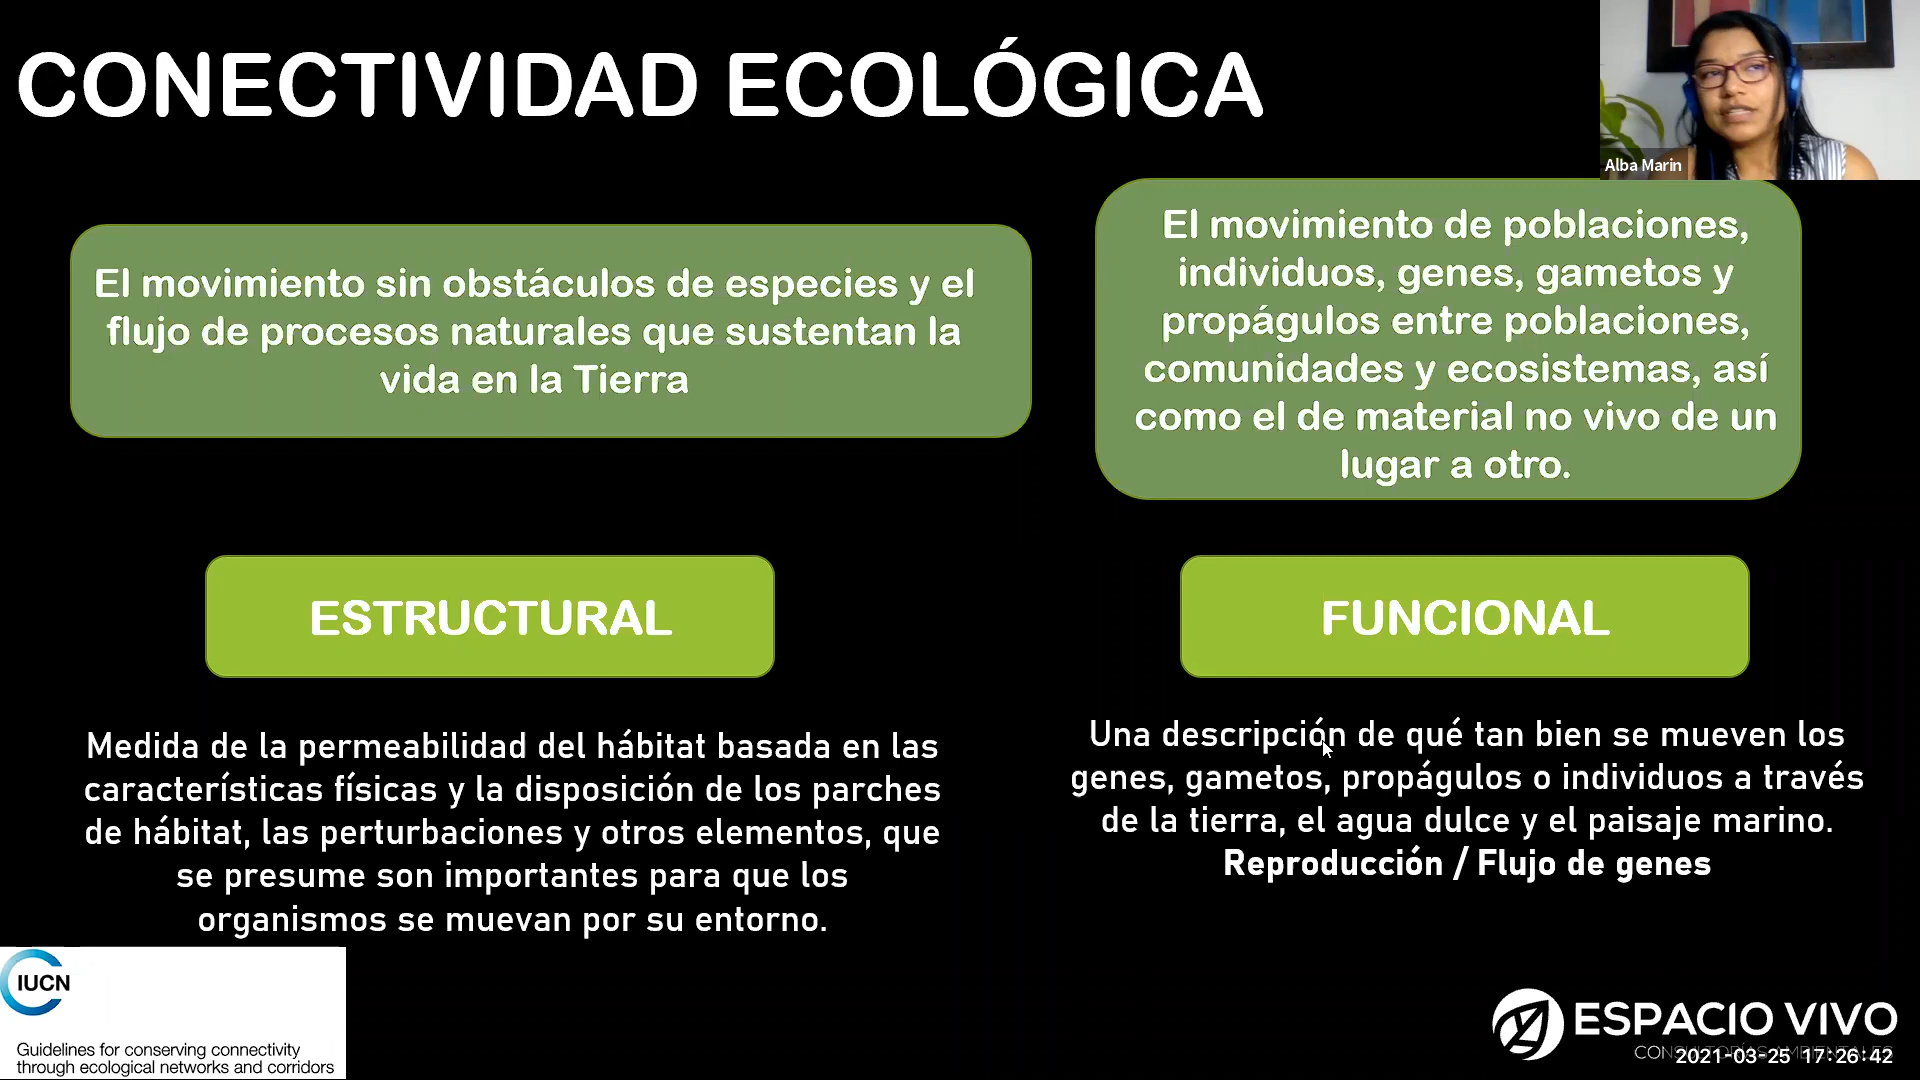 CONECTIVIDAD ECOLÓGICA
Alba Marin
El movimiento sin obstáculos de especies y el
flujo de procesos naturales que sustentan la
vida en la Tierra
El movimiento de poblaciones,
individuos, genes, gametos y
propágulos entre poblaciones,
comunidades y ecosistemas, así
como el de material no vivo de un
lugar a otro.
ESTRUCTURAL
Medida de la permeabilidad del hábitat basada en las
características físicas y la disposición de los parches
de hábitat, las perturbaciones y otros elementos, que
se presume son importantes para que los
organismos se muevan por su entorno.
FUNCIONAL
Una descripción de qué tan bien se mueven los
genes, gametos, propágulos o individuos a través
de la tierra, el agua dulce y el paisaje marino.
Reproducción / Flujo de genes
IUCN
Guidelines for conserving connectivity
through ecological networks and corridors
ESPACIO VIVO
CONSULTORÍAS AMBIENTALES
2021-03-25 17:26:42